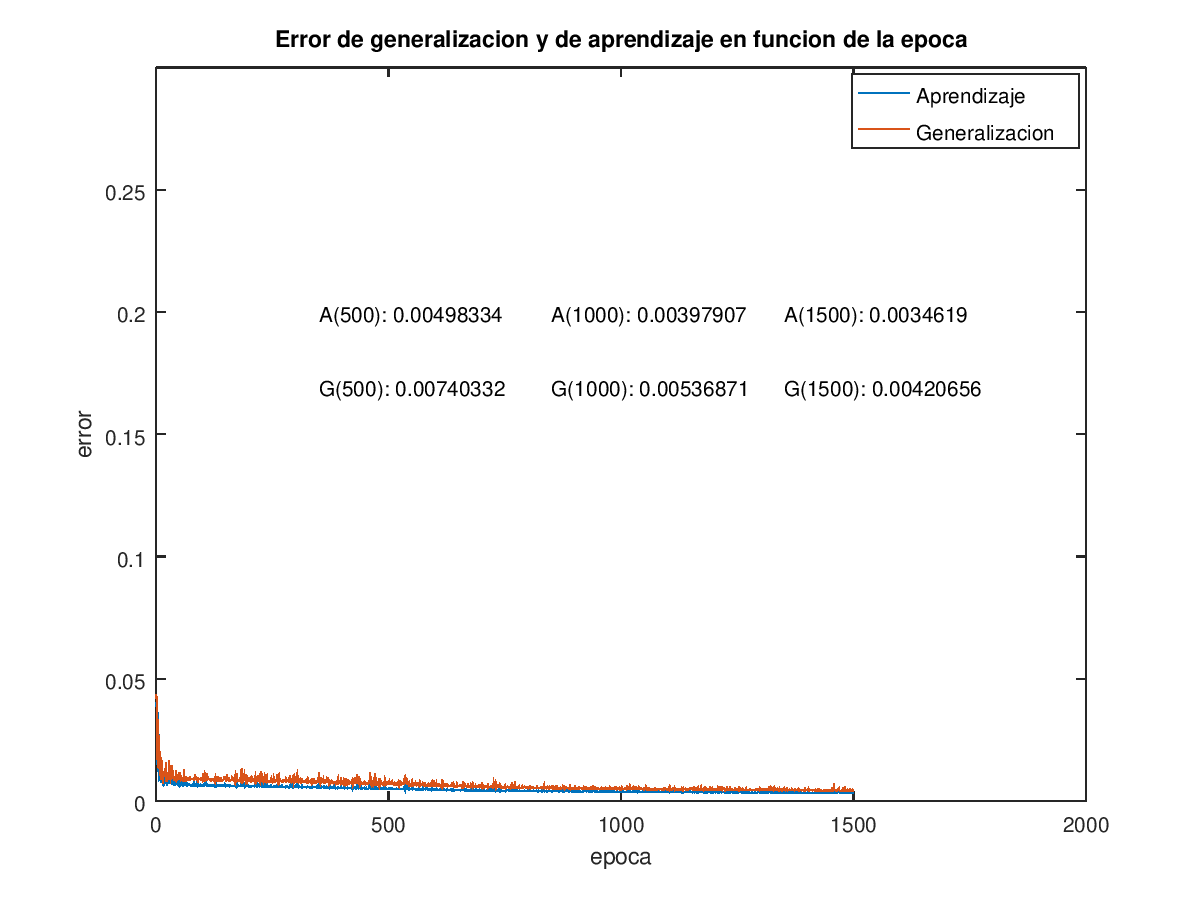 Error de generalizacion y de aprendizaje en funcion de la epoca
Aprendizaje
Generalizacion
0.25
0.2
0.15
0.1
0.05
0
A(500): 0.00498334 A(1000): 0.00397907 A(1500): 0.0034619
G(500): 0.00740332 G(1000): 0.00536871 G(1500): 0.00420656
error
0 500 1000 1500 2000
epoca